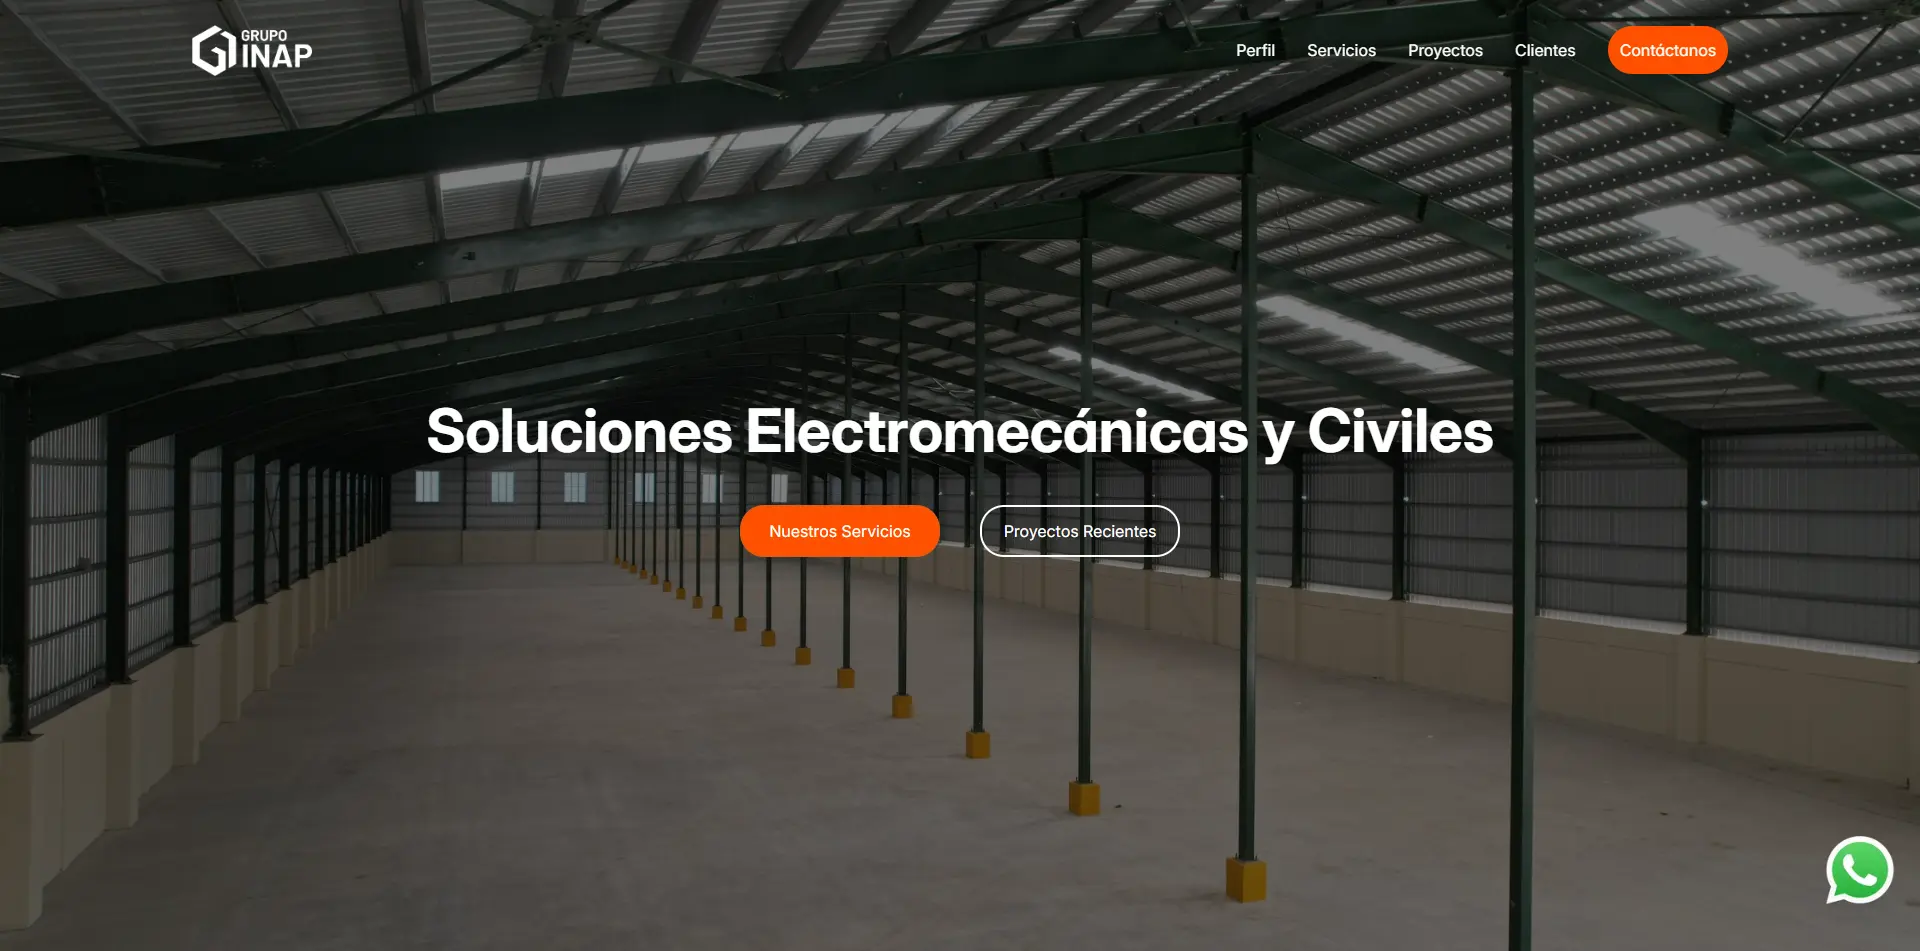 GRUPO
INAP
Perfil
Servicios
Proyectos
Clientes
Contáctanos
Soluciones Electromecánicas y Civiles
Nuestros Servicios
Proyectos Recientes